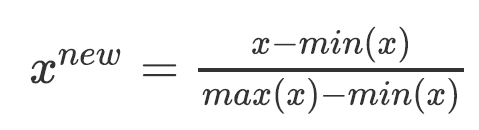 x^new = (x−min(x)) / (max(x)−min(x))